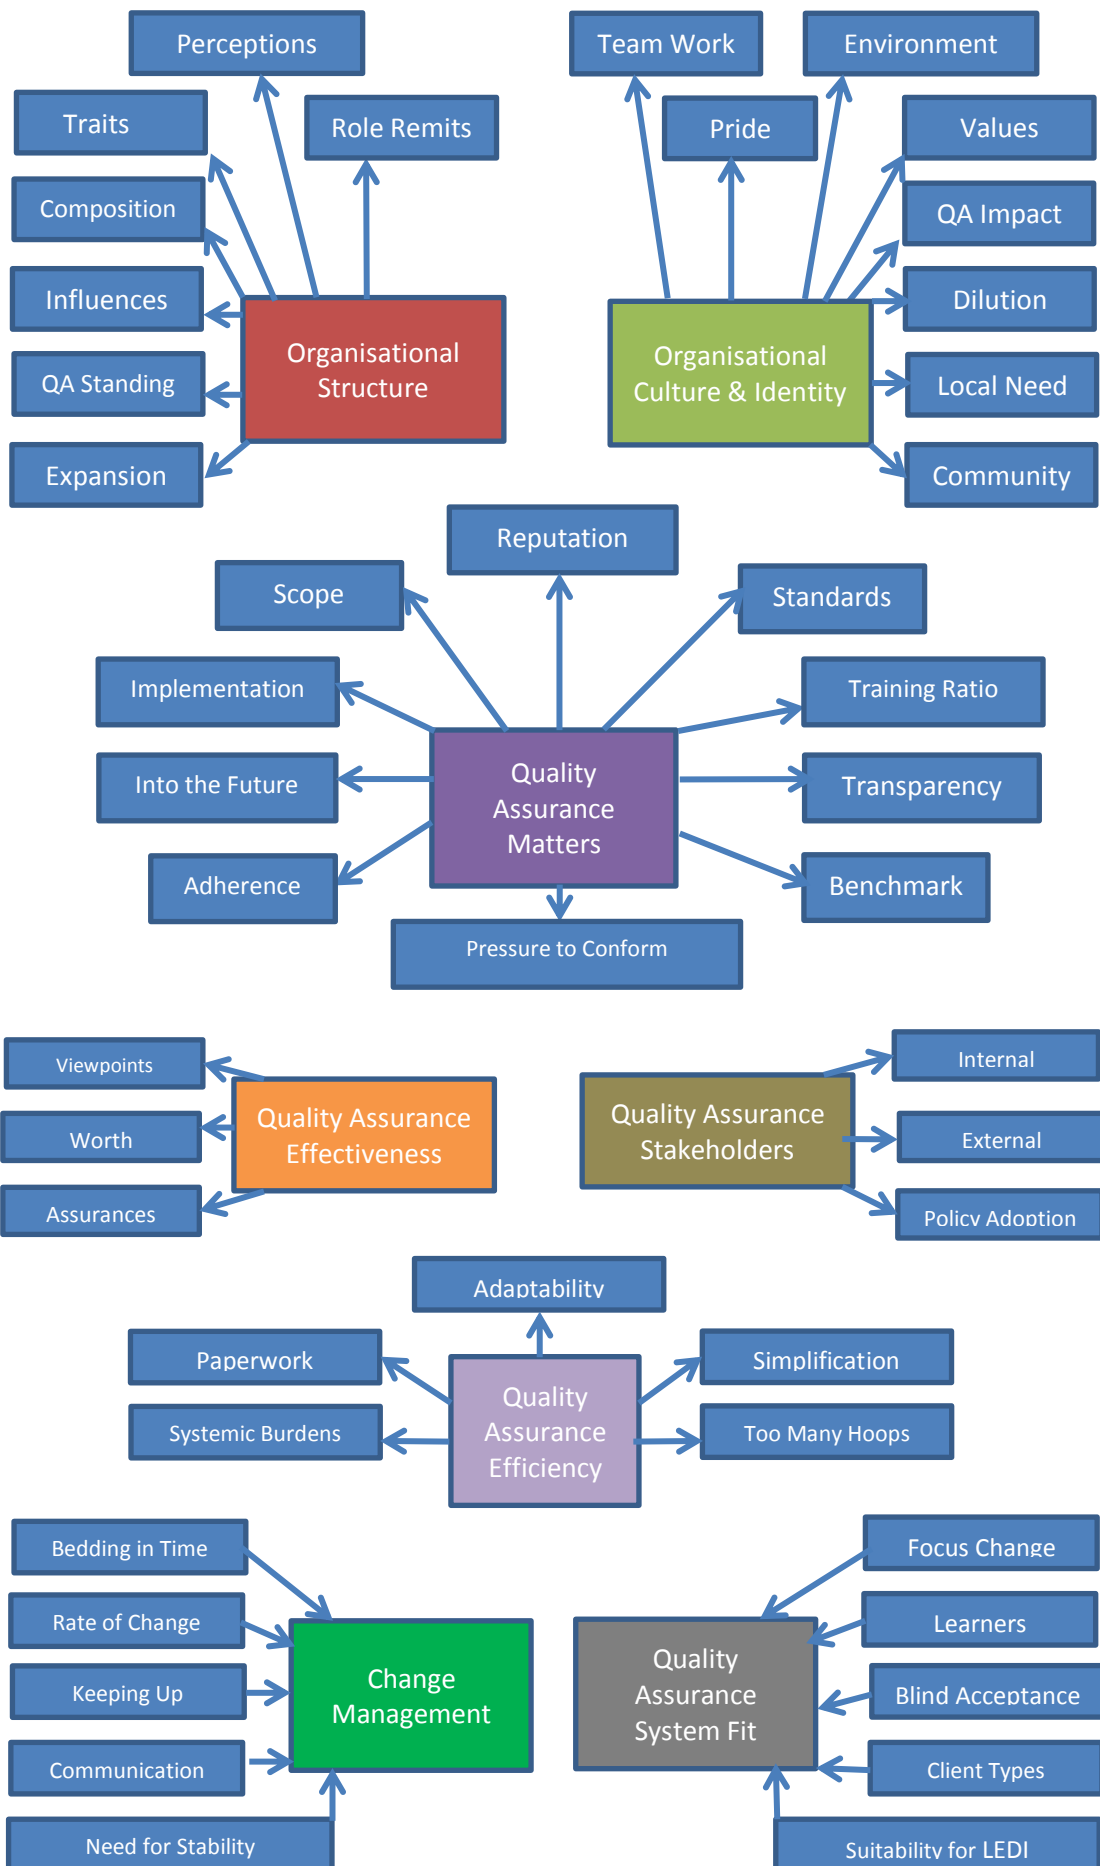 Perceptions
Team Work
Environment
Traits
Role Remits
Pride
Values
Composition
QA Impact
Influences
Dilution
Organisational
Structure
Organisational
Culture & Identity
QA Standing
Local Need
Expansion
Community
Reputation
Scope
Standards
Implementation
Training Ratio
Into the Future
Quality
Assurance
Matters
Transparency
Adherence
Benchmark
Pressure to Conform
Viewpoints
Internal
Quality Assurance
Effectiveness
Quality Assurance
Stakeholders
Worth
External
Assurances
Policy Adoption
Adaptability
Paperwork
Simplification
Quality
Assurance
Efficiency
Systemic Burdens
Too Many Hoops
Bedding in Time
Focus Change
Rate of Change
Learners
Change
Management
Quality
Assurance
System Fit
Keeping Up
Blind Acceptance
Communication
Client Types
Need for Stability
Suitability for LEDI